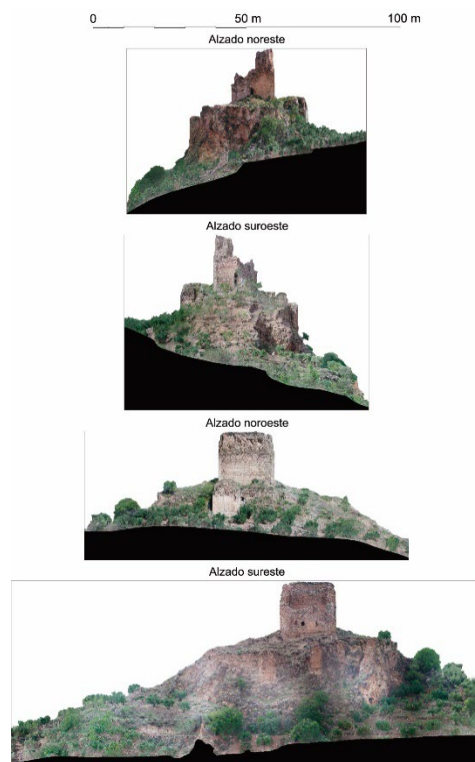 0 50 m 100 m
Alzado noreste
Alzado suroeste
Alzado noroeste
Alzado sureste